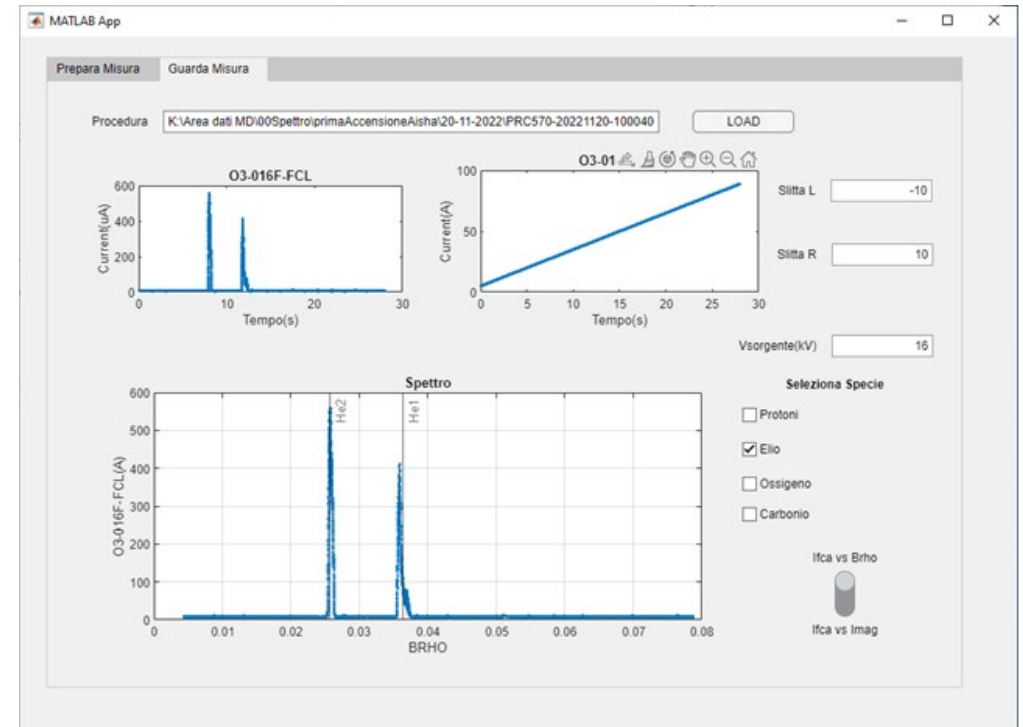 MATLAB App
Prepara Misura
Guarda Misura
Procedura
K:\Area dati MD\00Spettro\primaAccensioneAisha\20-11-2022\PRC570-20221120-100040
LOAD
O3-016F-FCL
Current(uA)
600
400
200
0
0
10
20
30
Tempo(s)
O3-01
Current(A)
100
50
0
0
5
10
15
20
25
30
Tempo(s)
Slitta L
-10
Slitta R
10
Vsorgente(kV)
16
Spettro
O3-016F-FCL(A)
600
500
400
300
200
100
0
He2
He1
0
0.01
0.02
0.03
0.04
0.05
0.06
0.07
0.08
BRHO
Seleziona Specie
Protoni
Elio
Ossigeno
Carbonio
Ifca vs Brho
Ifca vs Imag